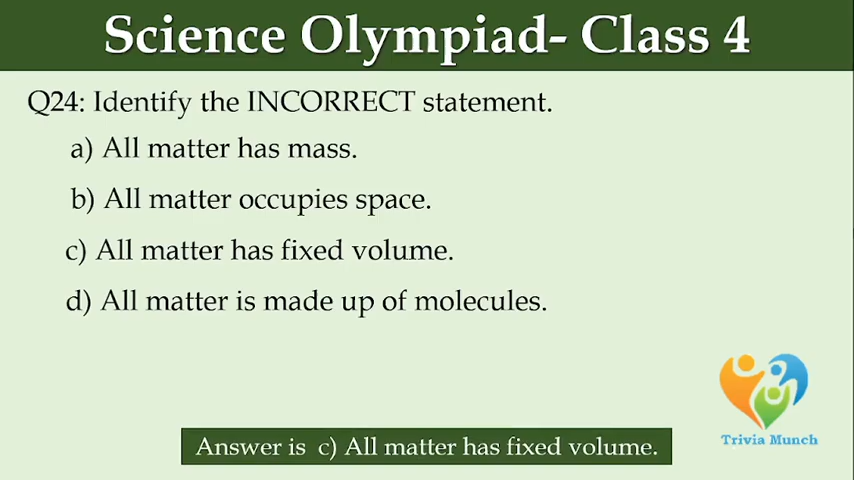 Science Olympiad- Class 4
Q24: Identify the INCORRECT statement.
a) All matter has mass.
b) All matter occupies space.
c) All matter has fixed volume.
d) All matter is made up of molecules.
Trivia Munch
Answer is c) All matter has fixed volume.